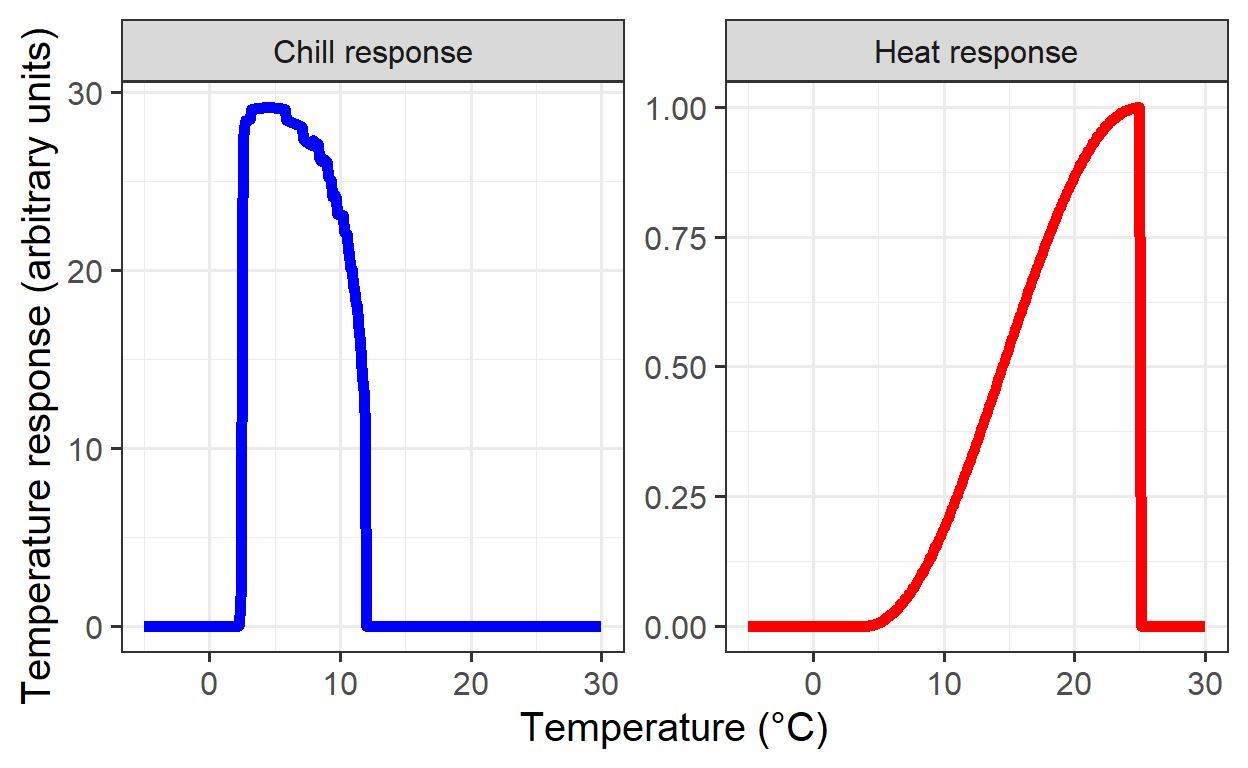 Chill response
Heat response
Temperature response (arbitrary units)
30
20
10
0
1.00
0.75
0.50
0.25
0.00
0 10 20 30
0 10 20 30
Temperature (°C)